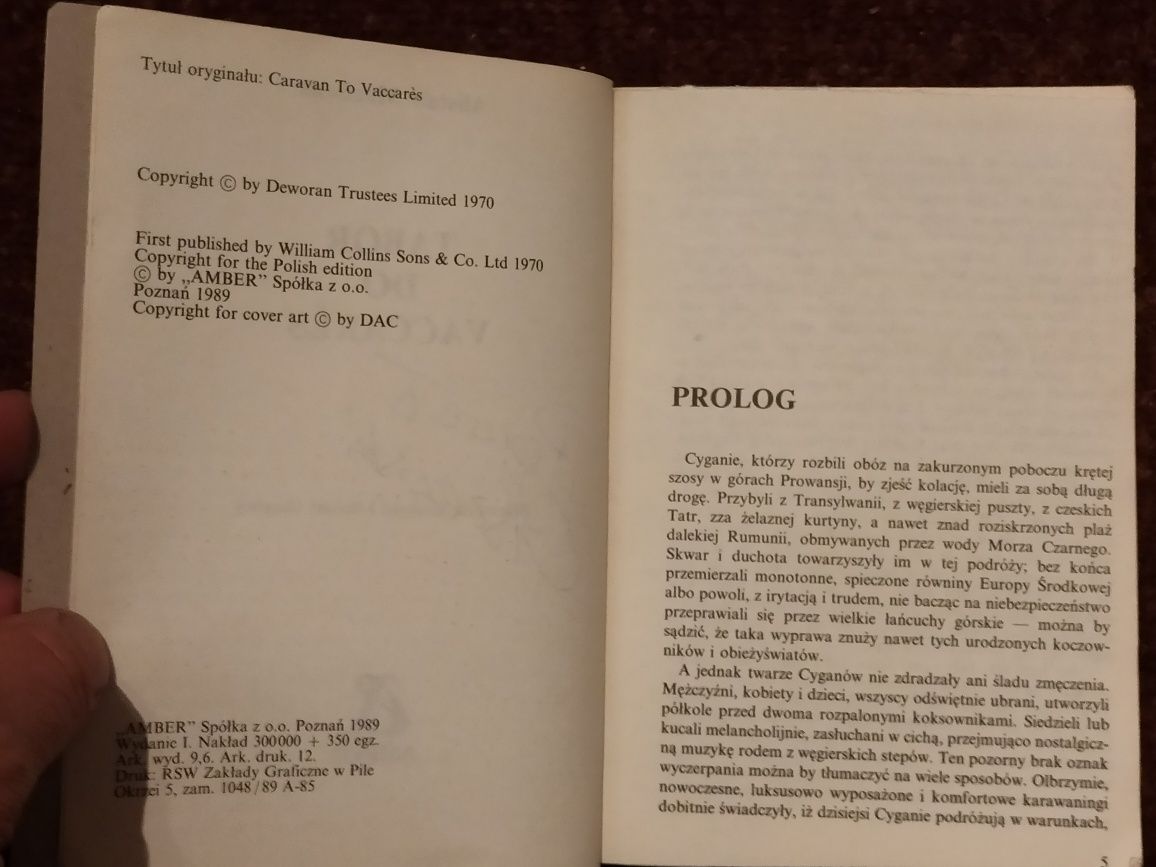 Tytuł oryginału: Caravan To Vaccarès
Copyright © by Deworan Trustees Limited 1970
First published by William Collins Sons & Co. Ltd 1970
Copyright for the Polish edition
© by „AMBER” Spółka z o.o.
Poznań 1989
Copyright for cover art © by DAC
„AMBER” Spółka z o.o. Poznań 1989
Wydanie I. Nakład 300000 + 350 egz.
Ark. wyd. 9,6. Ark. druk. 12.
Druk: RSW Zakłady Graficzne w Pile
Okrzei 5, zam. 1048/89 A-85
PROLOG
Cyganie, którzy rozbili obóz na zakurzonym poboczu krętej
szosy w górach Prowansji, by zjeść kolację, mieli za sobą długą
drogę. Przybyli z Transylwanii, z węgierskiej puszty, z czeskich
Tatr, zza żelaznej kurtyny, a nawet znad roziskrzonych plaż
dalekiej Rumunii, obmywanych przez wody Morza Czarnego.
Skwar i duchota towarzyszyły im w tej podróży; bez końca
przemierzali monotonne, spieczone równiny Europy Środkowej
albo powoli, z irytacją i trudem, nie bacząc na niebezpieczeństwo
przeprawiali się przez wielkie łańcuchy górskie — można by
sądzić, że taka wyprawa znuży nawet tych urodzonych koczow-
ników i obieżyświatów.
A jednak twarze Cyganów nie zdradzały ani śladu zmęczenia.
Mężczyźni, kobiety i dzieci, wszyscy odświętnie ubrani, utworzyli
półkole przed dwoma rozpalonymi koksownikami. Siedzieli lub
kucali melancholijnie, zasłuchani w cichą, przejmująco nostalgicz-
ną muzykę rodem z węgierskich stepów. Ten pozorny brak oznak
wyczerpania można by tłumaczyć na wiele sposobów. Olbrzymie,
nowoczesne, luksusowo wyposażone i komfortowe karawaningi
dobitnie świadczyły, iż dzisiejsi Cyganie podróżują w warunkach,
5